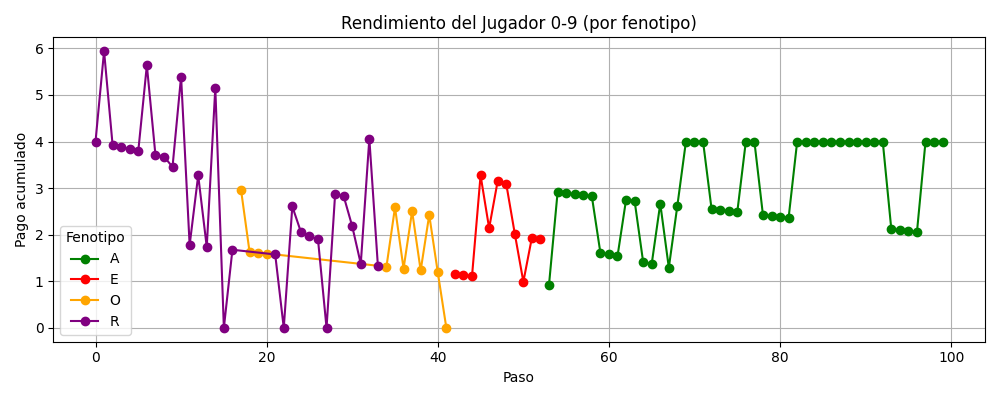 Rendimiento del Jugador 0-9 (por fenotipo)
Pago acumulado
6
5
4
3
2
1
0
Fenotipo
A
E
O
R
0
20
40
60
80
100
Paso